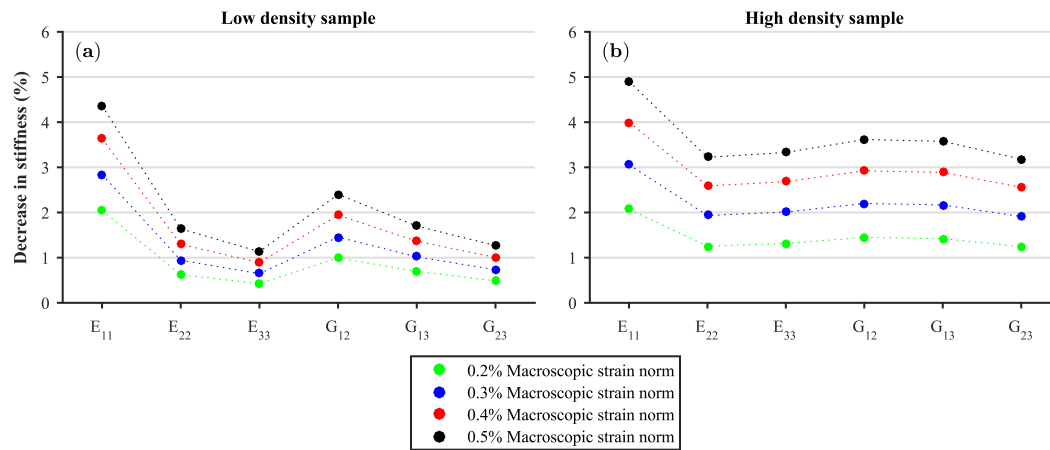 Low density sample
High density sample
Decrease in stiffness (%)
(a)
(b)
6
5
4
3
2
1
0
6
5
4
3
2
1
0
E11 E22 E33 G12 G13 G23
E11 E22 E33 G12 G13 G23
0.2% Macroscopic strain norm
0.3% Macroscopic strain norm
0.4% Macroscopic strain norm
0.5% Macroscopic strain norm